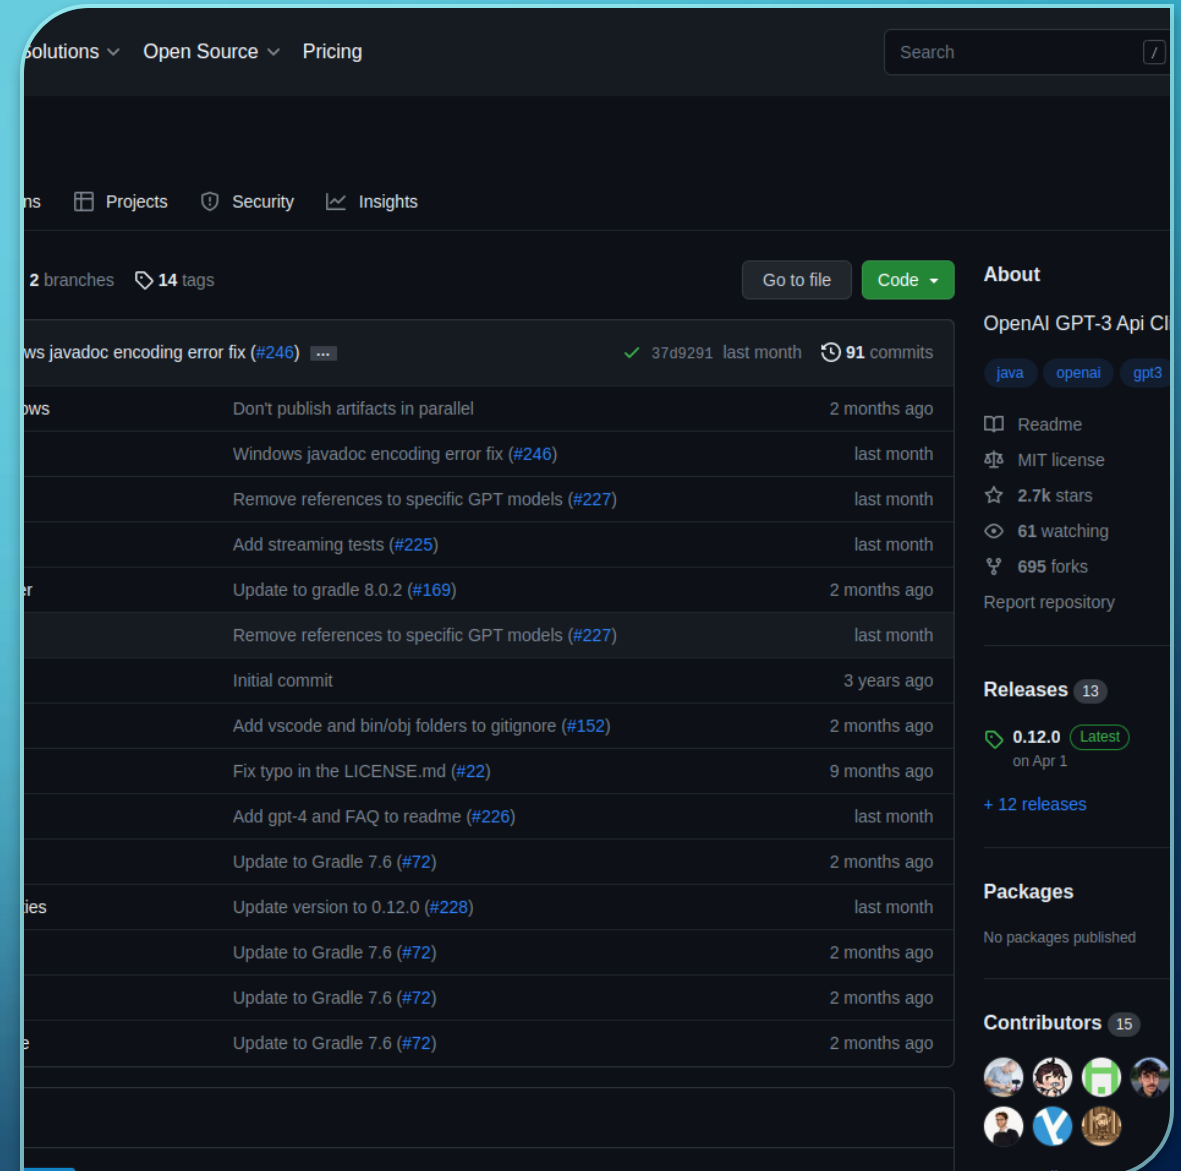 Solutions Open Source Pricing Search /
ns Projects Security Insights
2 branches 14 tags Go to file Code
ws javadoc encoding error fix (#246) ... 37d9291 last month 91 commits
ows Don't publish artifacts in parallel 2 months ago
Windows javadoc encoding error fix (#246) last month
Remove references to specific GPT models (#227) last month
Add streaming tests (#225) last month
er Update to gradle 8.0.2 (#169) 2 months ago
Remove references to specific GPT models (#227) last month
Initial commit 3 years ago
Add vscode and bin/obj folders to gitignore (#152) 2 months ago
Fix typo in the LICENSE.md (#22) 9 months ago
Add gpt-4 and FAQ to readme (#226) last month
Update to Gradle 7.6 (#72) 2 months ago
ies Update version to 0.12.0 (#228) last month
Update to Gradle 7.6 (#72) 2 months ago
Update to Gradle 7.6 (#72) 2 months ago
e Update to Gradle 7.6 (#72) 2 months ago
About
OpenAI GPT-3 Api Cl
java openai gpt3
Readme
MIT license
2.7k stars
61 watching
695 forks
Report repository
Releases 13
0.12.0 Latest
on Apr 1
+ 12 releases
Packages
No packages published
Contributors 15